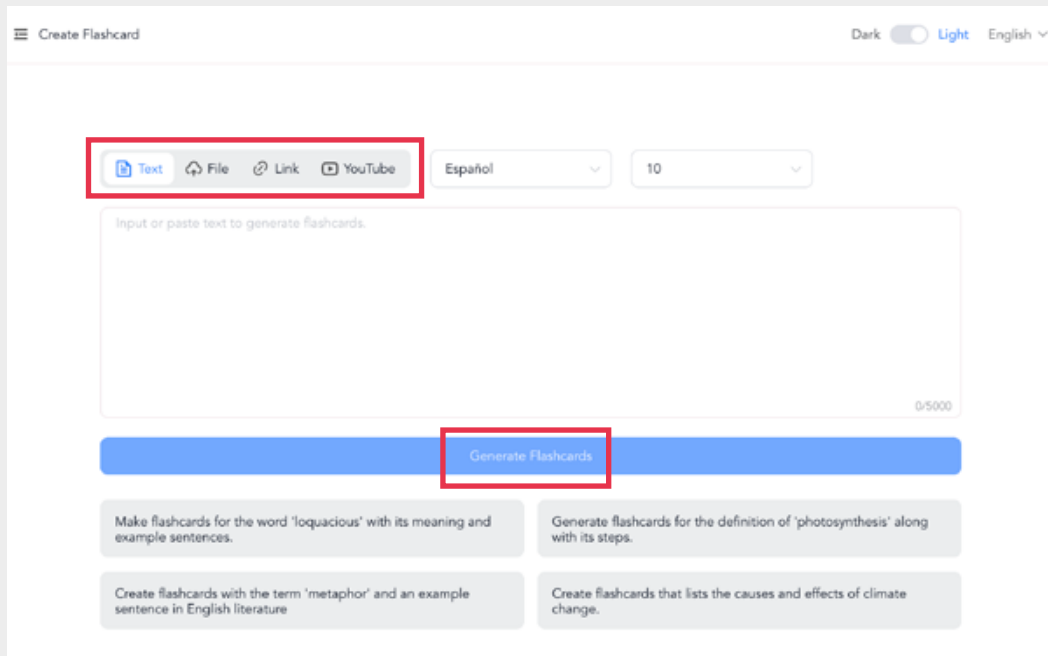 Create Flashcard
Dark Light English
Text File Link YouTube Español 10
Input or paste text to generate flashcards.
0/5000
Generate Flashcards
Make flashcards for the word 'loquacious' with its meaning and
example sentences.
Generate flashcards for the definition of 'photosynthesis' along
with its steps.
Create flashcards with the term 'metaphor' and an example
sentence in English literature
Create flashcards that lists the causes and effects of climate
change.